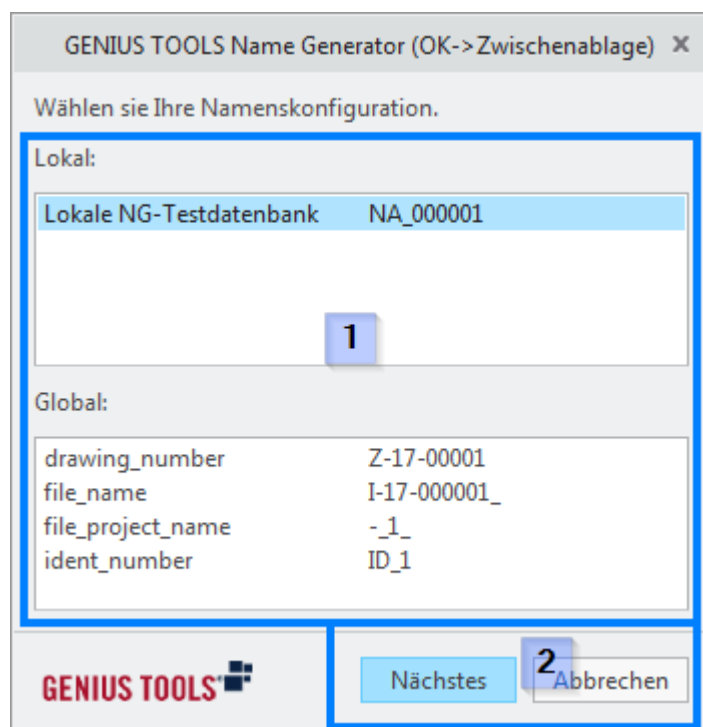 GENIUS TOOLS Name Generator (OK->Zwischenablage) ×
Wählen sie Ihre Namenskonfiguration.
Lokal:
Lokale NG-Testdatenbank NA_000001
1
Global:
drawing_number Z-17-00001
file_name I-17-000001_
file_project_name -_1_
ident_number ID_1
GENIUS TOOLS® Nächstes 2 Abbrechen